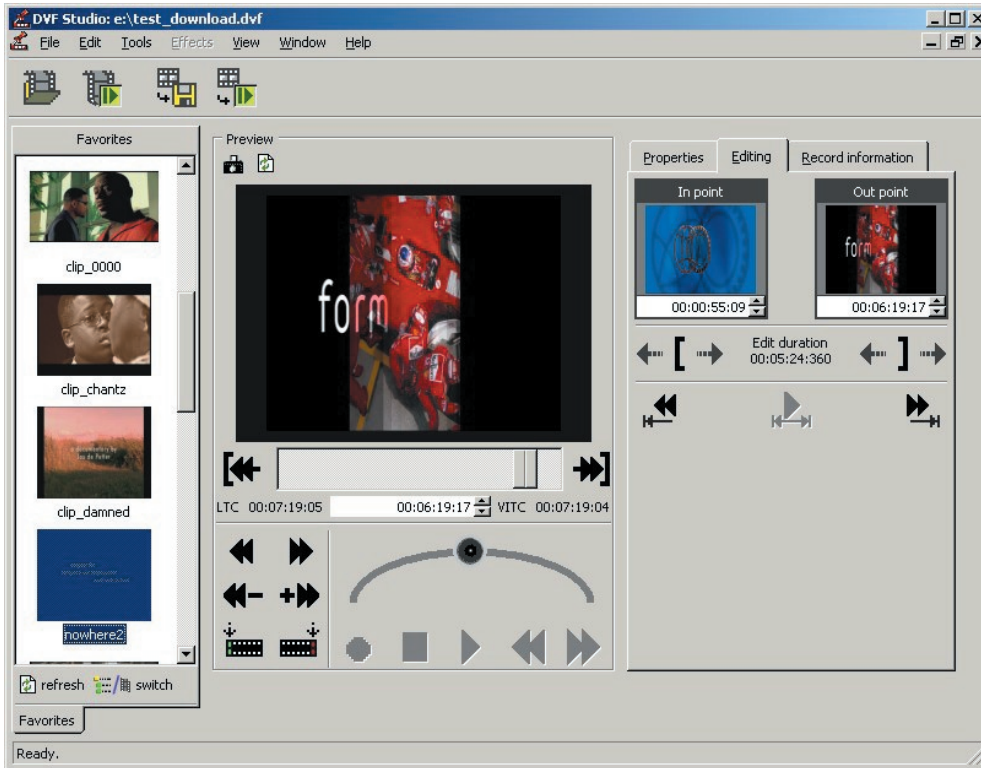 DVF Studio: e:\test_download.dvf
File Edit Tools Effects View Window Help
Favorites
clip_0000
clip_chantz
a documentary by
clip_damned
nowhere2
refresh / switch
Favorites
Ready.
Preview
form
LTC 00:07:19:05 00:06:19:17 VITC 00:07:19:04
Properties Editing Record information
In point Out point
form
00:00:55:09 00:06:19:17
[ Edit duration ]
00:05:24:360